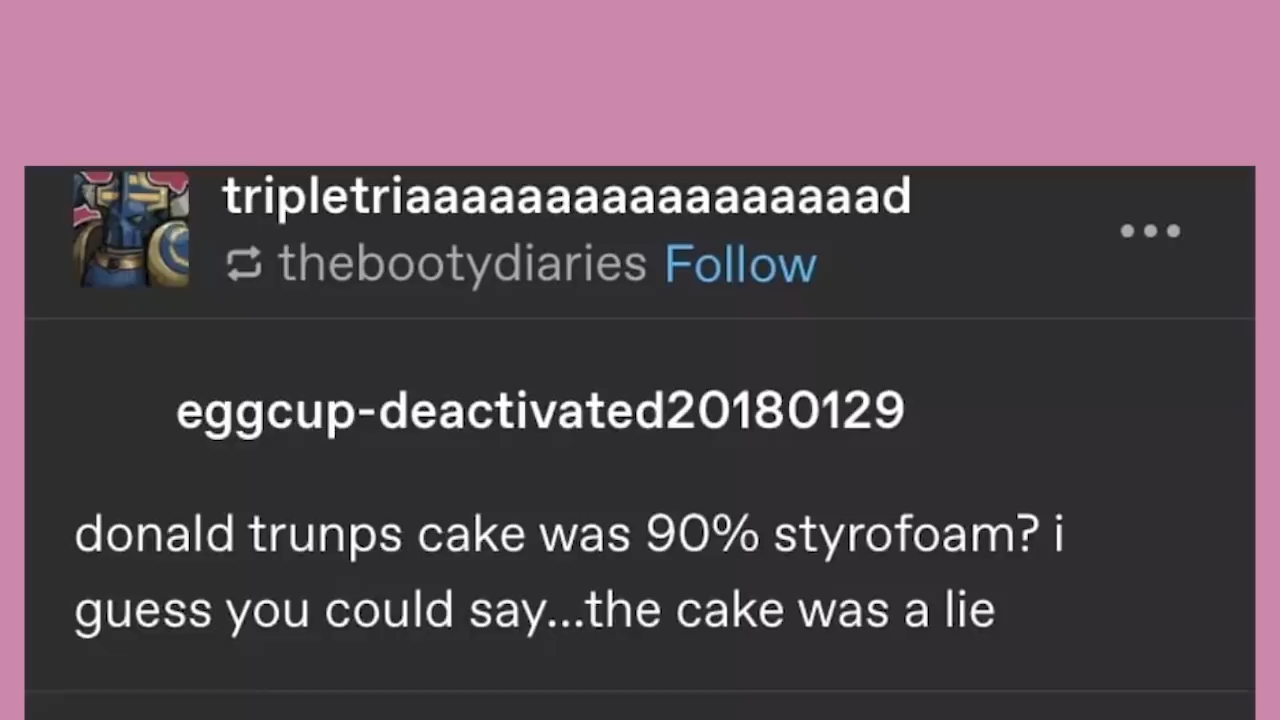 tripletriaaaaaaaaaaaaaaaaad
thebootydiaries Follow
eggcup-deactivated20180129
donald trunps cake was 90% styrofoam? i
guess you could say...the cake was a lie